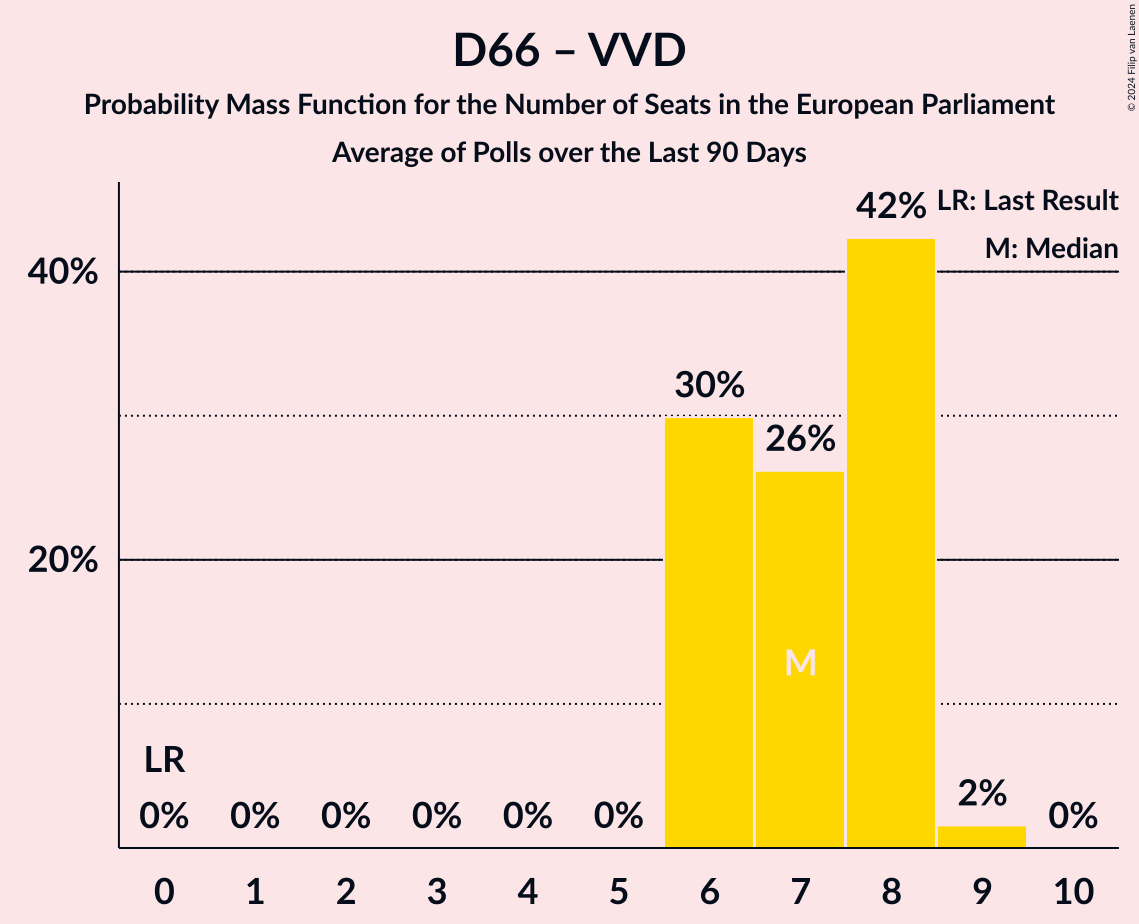 D66 – VVD
Probability Mass Function for the Number of Seats in the European Parliament
Average of Polls over the Last 90 Days
© 2024 Filip van Laenen
LR: Last Result
M: Median
40%
20%
42%
30%
26%
M
LR
0% 0% 0% 0% 0% 0% 2% 0%
0 1 2 3 4 5 6 7 8 9 10